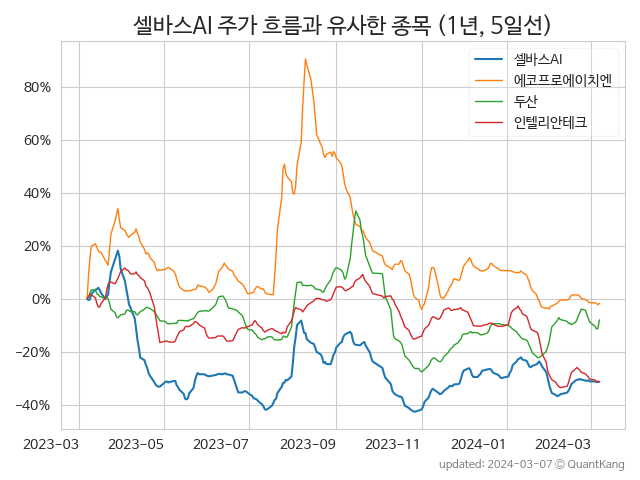 셀바스AI 주가 흐름과 유사한 종목 (1년, 5일선)
셀바스AI
에코프로에이치엔
두산
인텔리안테크
80%
60%
40%
20%
0%
−20%
−40%
2023-03 2023-05 2023-07 2023-09 2023-11 2024-01 2024-03
updated: 2024-03-07 © QuantKang